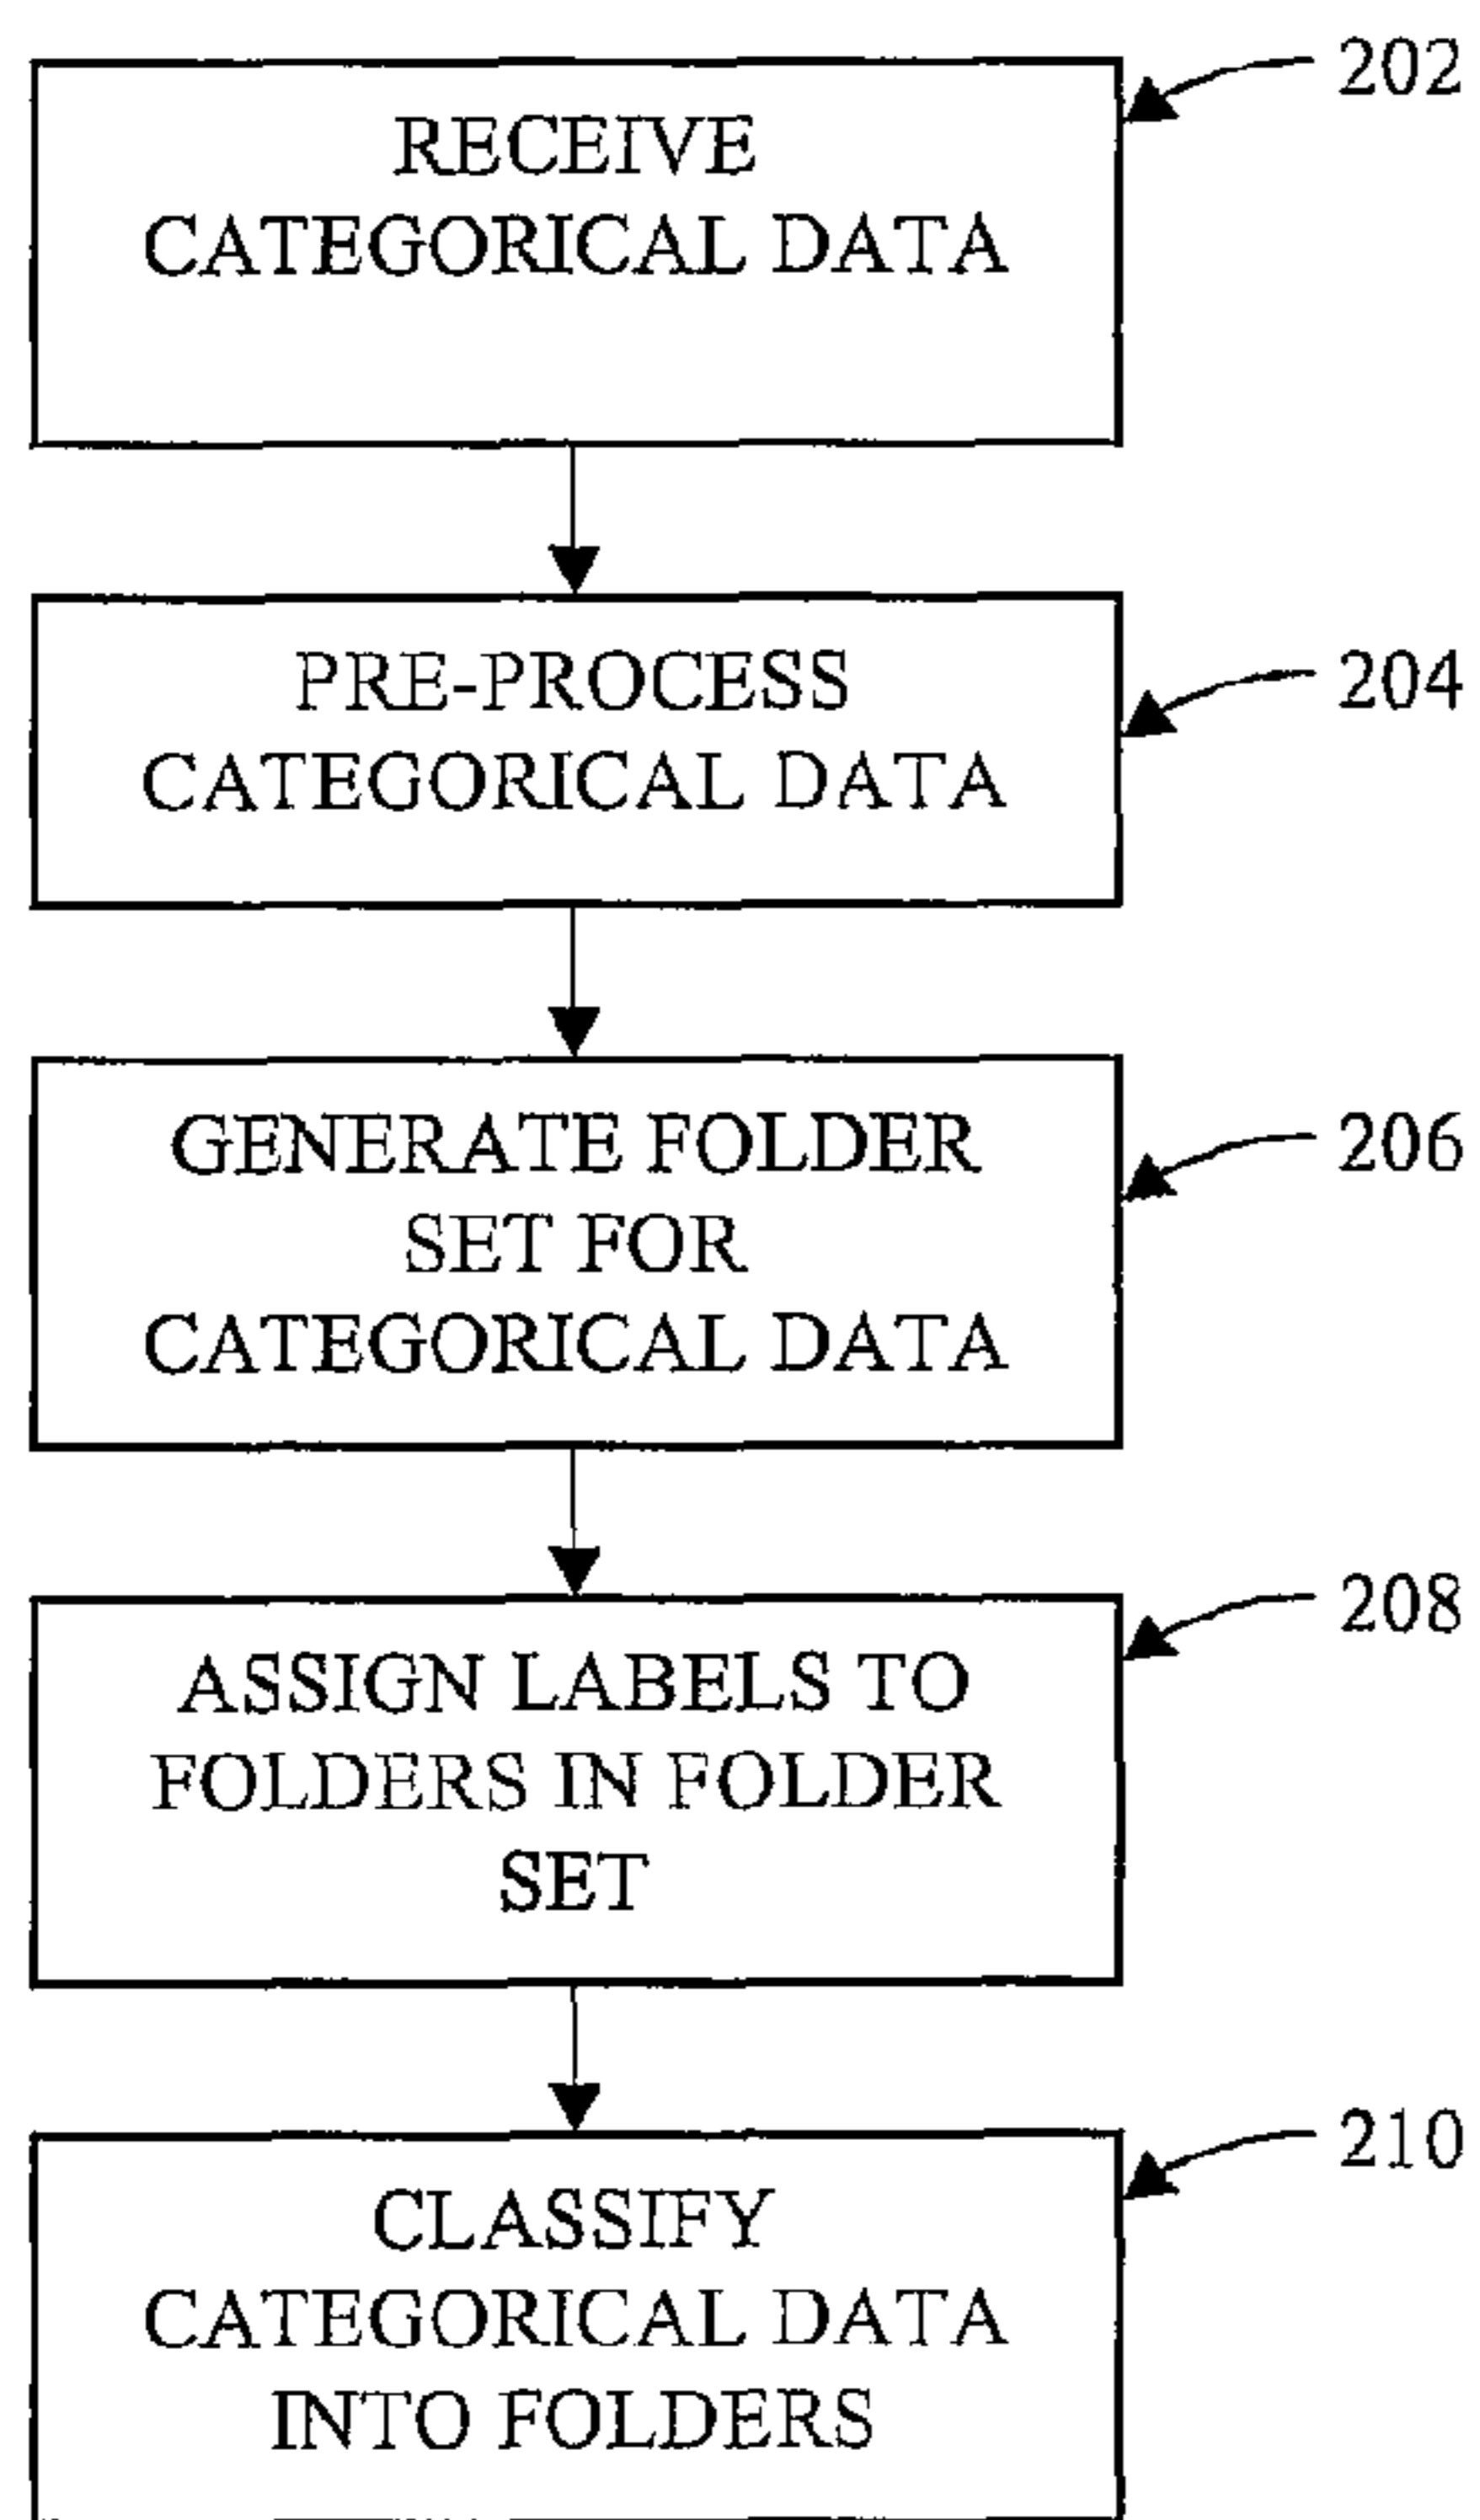 202
RECEIVE
CATEGORICAL DATA
204
PRE-PROCESS
CATEGORICAL DATA
206
GENERATE FOLDER
SET FOR
CATEGORICAL DATA
208
ASSIGN LABELS TO
FOLDERS IN FOLDER
SET
210
CLASSIFY
CATEGORICAL DATA
INTO FOLDERS